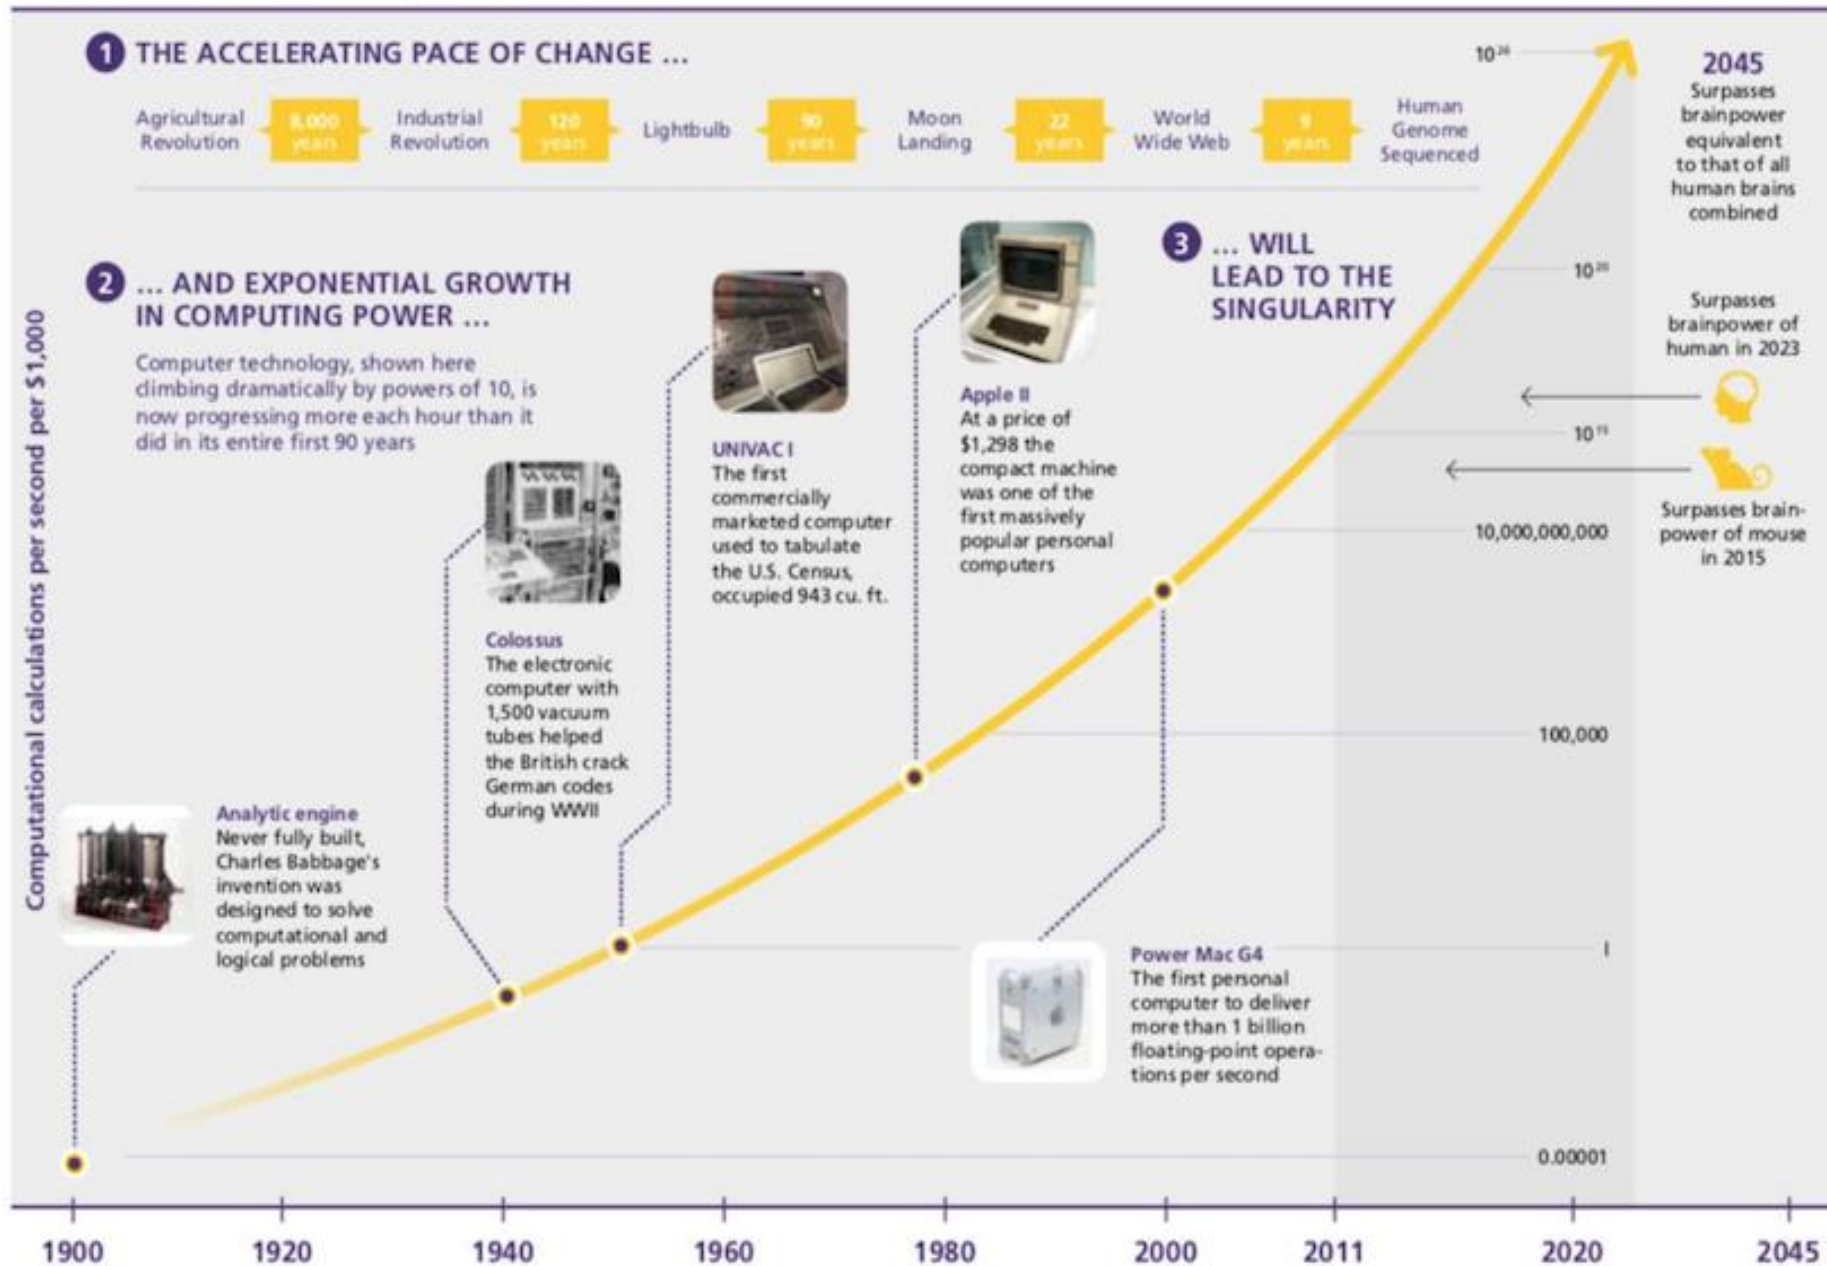 1 THE ACCELERATING PACE OF CHANGE ...
Agricultural
Revolution
8,000
years
Industrial
Revolution
120
years
Lightbulb
90
years
Moon
Landing
22
years
World
Wide Web
9
years
Human
Genome
Sequenced
2 ... AND EXPONENTIAL GROWTH
IN COMPUTING POWER ...
Computer technology, shown here
climbing dramatically by powers of 10, is
now progressing more each hour than it
did in its entire first 90 years
3 ... WILL
LEAD TO THE
SINGULARITY
Computational calculations per second per $1,000
Analytic engine
Never fully built,
Charles Babbage's
invention was
designed to solve
computational and
logical problems
Colossus
The electronic
computer with
1,500 vacuum
tubes helped
the British crack
German codes
during WWII
UNIVAC I
The first
commercially
marketed computer
used to tabulate
the U.S. Census,
occupied 943 cu. ft.
Apple II
At a price of
$1,298 the
compact machine
was one of the
first massively
popular personal
computers
Power Mac G4
The first personal
computer to deliver
more than 1 billion
floating-point opera-
tions per second
2045
Surpasses
brainpower
equivalent
to that of all
human brains
combined
Surpasses
brainpower of
human in 2023
Surpasses brain-
power of mouse
in 2015
10²⁶
10²⁰
10¹⁵
10,000,000,000
100,000
1
0.00001
1900
1920
1940
1960
1980
2000
2011
2020
2045